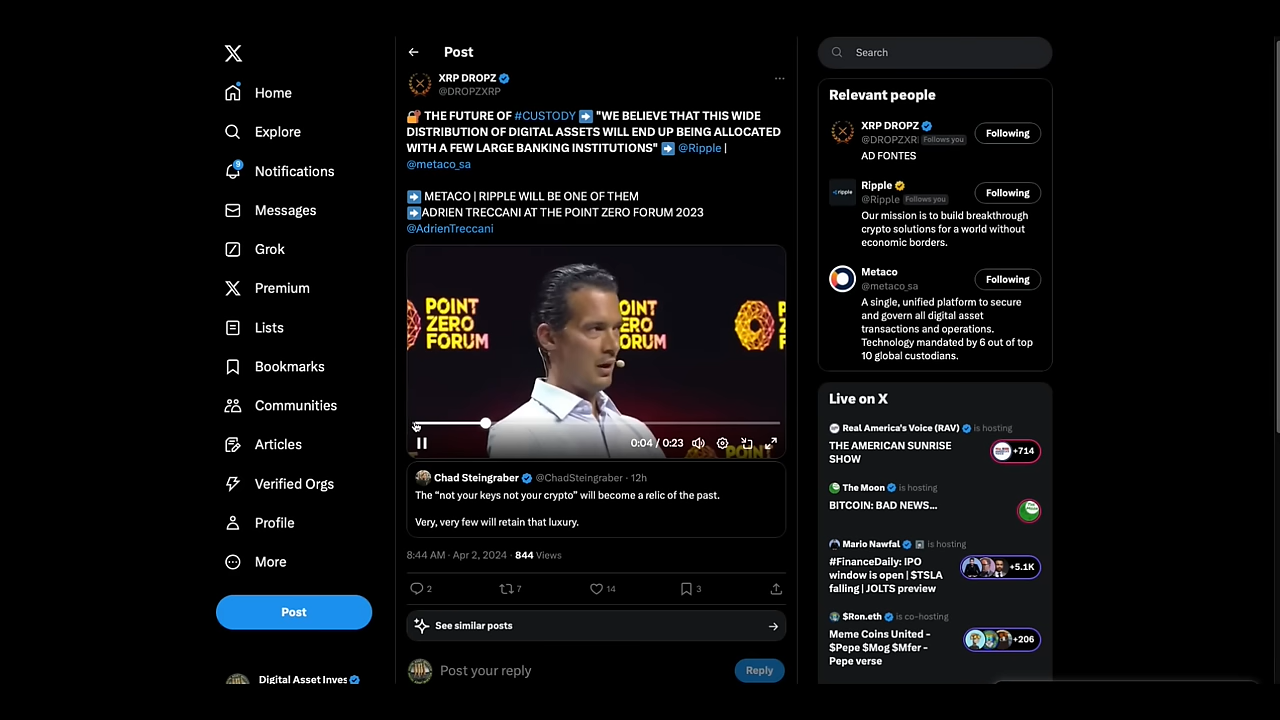 Home
Explore
9
Notifications
Messages
Grok
Premium
Lists
Bookmarks
Communities
Articles
Verified Orgs
Profile
More
Post
Digital Asset Inves
Post
XRP DROPZ
@DROPZXRP
THE FUTURE OF #CUSTODY ➡️ "WE BELIEVE THAT THIS WIDE
DISTRIBUTION OF DIGITAL ASSETS WILL END UP BEING ALLOCATED
WITH A FEW LARGE BANKING INSTITUTIONS" ➡️ @Ripple |
@metaco_sa
➡️ METACO | RIPPLE WILL BE ONE OF THEM
➡️ADRIEN TRECCANI AT THE POINT ZERO FORUM 2023
@AdrienTreccani
POINT
ZERO
FORUM
POINT
ZERO
FORUM
POINT
0:04 / 0:23
Chad Steingraber @ChadSteingraber · 12h
The “not your keys not your crypto” will become a relic of the past.
Very, very few will retain that luxury.
8:44 AM · Apr 2, 2024 · 844 Views
2 7 14 3
See similar posts
Post your reply
Reply
Search
Relevant people
XRP DROPZ
@DROPZXR Follows you
Following
AD FONTES
ripple
Ripple
@Ripple Follows you
Following
Our mission is to build breakthrough
crypto solutions for a world without
economic borders.
Metaco
@metaco_sa
Following
A single, unified platform to secure
and govern all digital asset
transactions and operations.
Technology mandated by 6 out of top
10 global custodians.
Live on X
Real America's Voice (RAV) is hosting
THE AMERICAN SUNRISE
SHOW
+714
The Moon is hosting
BITCOIN: BAD NEWS...
Mario Nawfal is hosting
#FinanceDaily: IPO
window is open | $TSLA
falling | JOLTS preview
+5.1K
$Ron.eth is co-hosting
Meme Coins United -
$Pepe $Mog $Mfer -
Pepe verse
+206